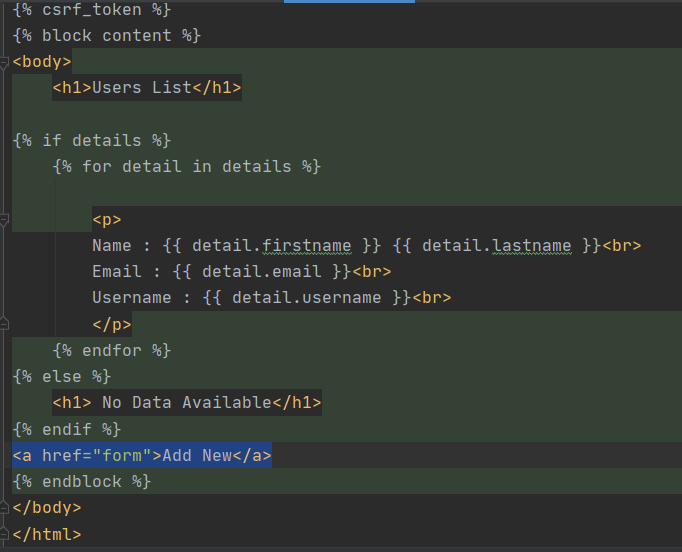 {% csrf_token %}
{% block content %}
<body>
<h1>Users List</h1>
{% if details %}
{% for detail in details %}
<p>
Name : {{ detail.firstname }} {{ detail.lastname }}<br>
Email : {{ detail.email }}<br>
Username : {{ detail.username }}<br>
</p>
{% endfor %}
{% else %}
<h1> No Data Available</h1>
{% endif %}
<a href="form">Add New</a>
{% endblock %}
</body>
</html>